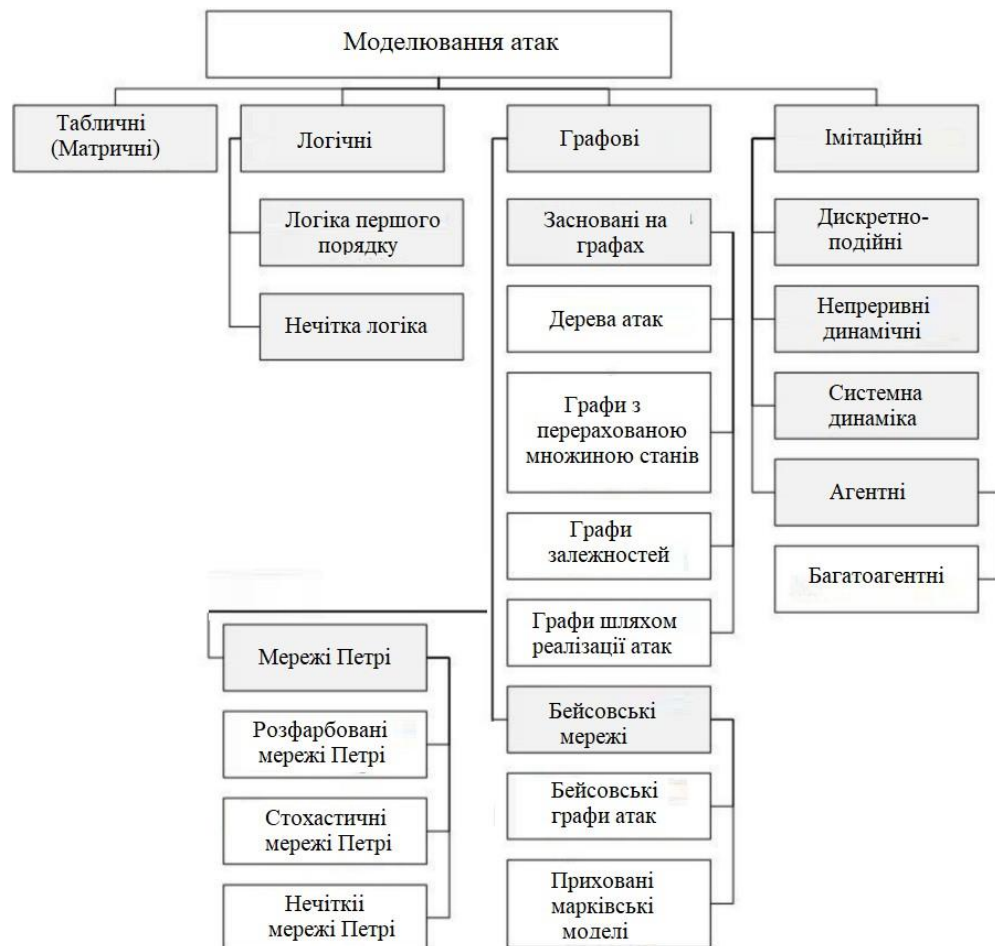 Моделювання атак
Табличні
(Матричні)
Логічні
Логіка першого
порядку
Нечітка логіка
Графові
Засновані на
графах
Дерева атак
Графи з
перерахованою
множиною станів
Графи
залежностей
Графи шляхом
реалізації атак
Імітаційні
Дискретно-
подійні
Непреривні
динамічні
Системна
динаміка
Агентні
Багатоагентні
Мережі Петрі
Розфарбовані
мережі Петрі
Стохастичні
мережі Петрі
Нечіткіі
мережі Петрі
Бейсовські
мережі
Бейсовські
графи атак
Приховані
марківські
моделі